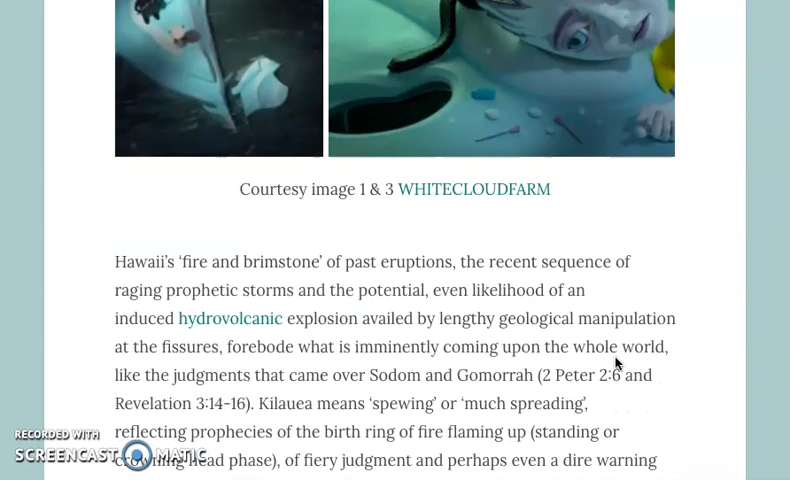 Courtesy image 1 & 3 WHITECLOUDFARM
Hawaii’s ‘fire and brimstone’ of past eruptions, the recent sequence of
raging prophetic storms and the potential, even likelihood of an
induced hydrovolcanic explosion availed by lengthy geological manipulation
at the fissures, forebode what is imminently coming upon the whole world,
like the judgments that came over Sodom and Gomorrah (2 Peter 2:6 and
Revelation 3:14-16). Kilauea means ‘spewing’ or ‘much spreading’,
reflecting prophecies of the birth ring of fire flaming up (standing or
crowning head phase), of fiery judgment and perhaps even a dire warning
RECORDED WITH
SCREENCAST MATIC